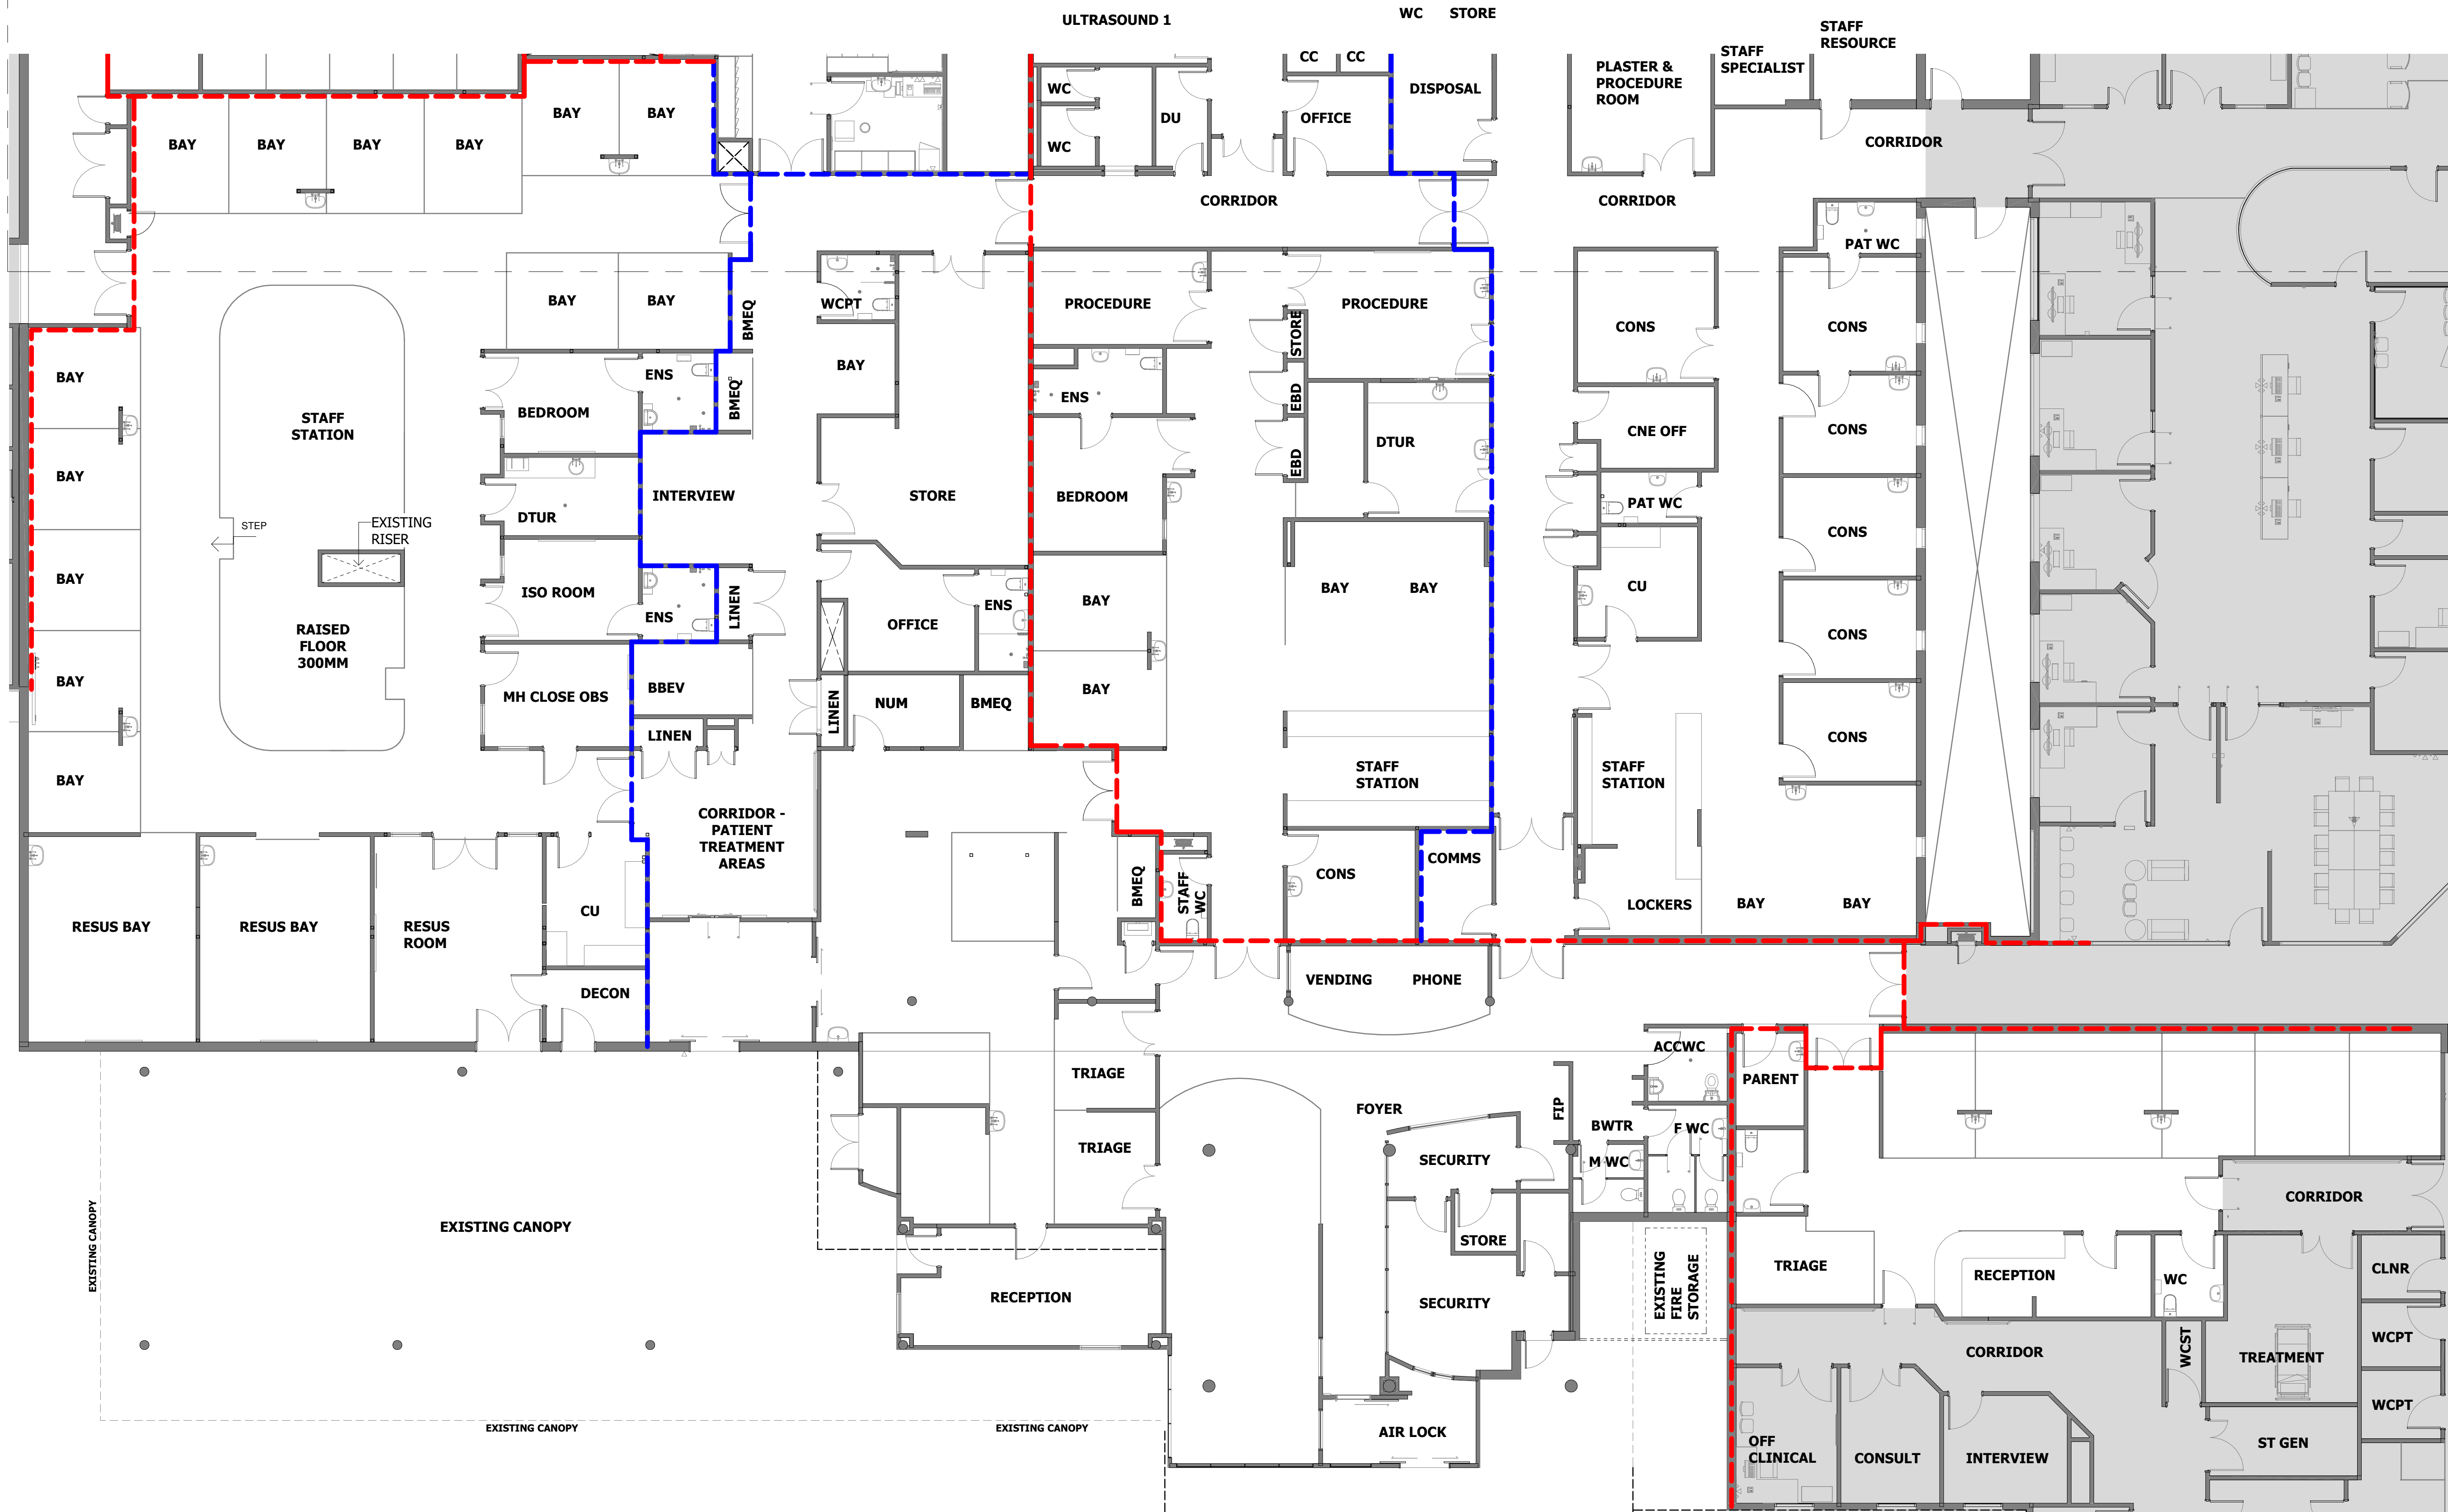 ULTRASOUND 1
WC
STORE
STAFF
RESOURCE
STAFF
SPECIALIST
CC
CC
PLASTER &
PROCEDURE
ROOM
WC
DISPOSAL
DU
OFFICE
WC
BAY
BAY
BAY
BAY
BAY
BAY
CORRIDOR
CORRIDOR
CORRIDOR
PAT WC
BAY
BAY
BMEQ
WCPT
PROCEDURE
STORE
PROCEDURE
CONS
CONS
BAY
ENS
BMEQ
BAY
ENS
EBD
STAFF
STATION
BEDROOM
CNE OFF
CONS
DTUR
EBD
BAY
INTERVIEW
STORE
BEDROOM
PAT WC
CONS
STEP
EXISTING
RISER
DTUR
BAY
ISO ROOM
ENS
LINEN
OFFICE
ENS
BAY
BAY
BAY
CU
RAISED
FLOOR
300MM
CONS
BAY
MH CLOSE OBS
BBEV
LINEN
NUM
BMEQ
BAY
LINEN
CONS
BAY
STAFF
STATION
STAFF
STATION
CORRIDOR -
PATIENT
TREATMENT
AREAS
COMMS
CONS
BMEQ
STAFF
WC
LOCKERS
BAY
BAY
CU
RESUS BAY
RESUS BAY
RESUS
ROOM
DECON
VENDING
PHONE
ACCWC
TRIAGE
PARENT
FOYER
FIP
BWTR
F WC
TRIAGE
SECURITY
M WC
CORRIDOR
EXISTING CANOPY
EXISTING CANOPY
STORE
TRIAGE
RECEPTION
WC
CLNR
EXISTING
FIRE
STORAGE
RECEPTION
SECURITY
WCPT
CORRIDOR
WCST
TREATMENT
WCPT
EXISTING CANOPY
EXISTING CANOPY
AIR LOCK
OFF
CLINICAL
CONSULT
INTERVIEW
ST GEN